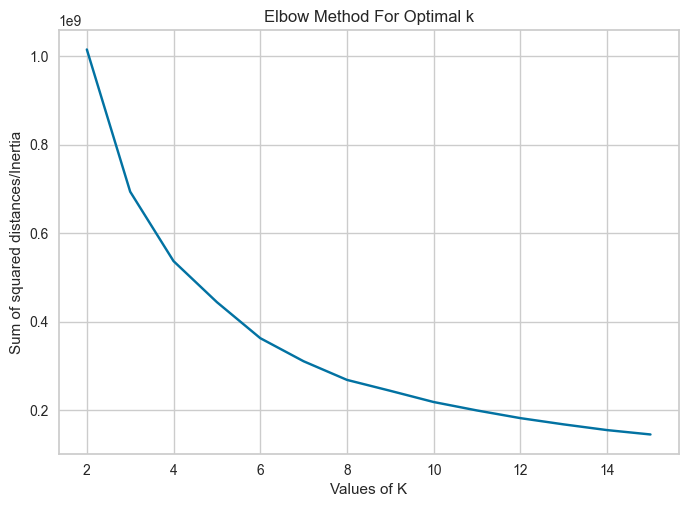 Elbow Method For Optimal k
1e9
1.0
0.8
0.6
0.4
0.2
Sum of squared distances/Inertia
2 4 6 8 10 12 14
Values of K